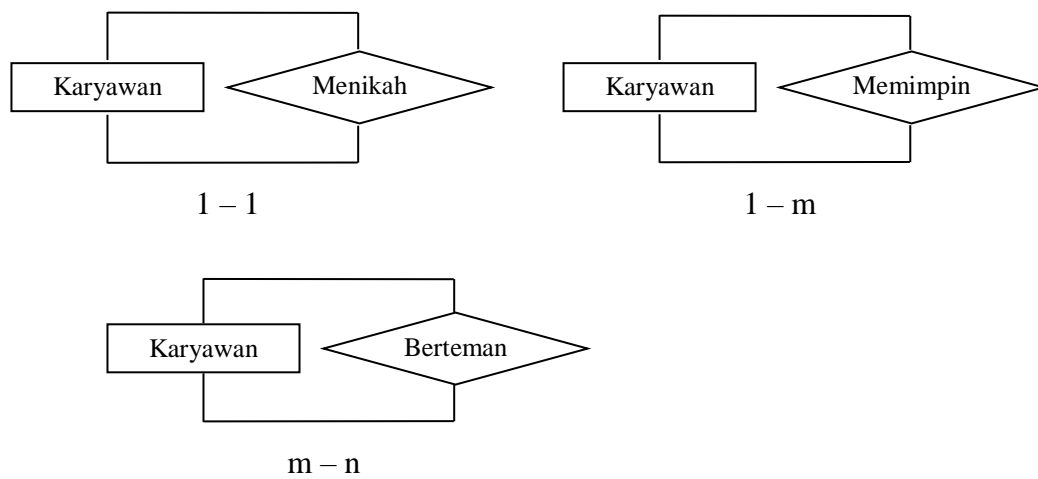 Karyawan
Menikah
Karyawan
Memimpin
1 – 1
1 – m
Karyawan
Berteman
m – n